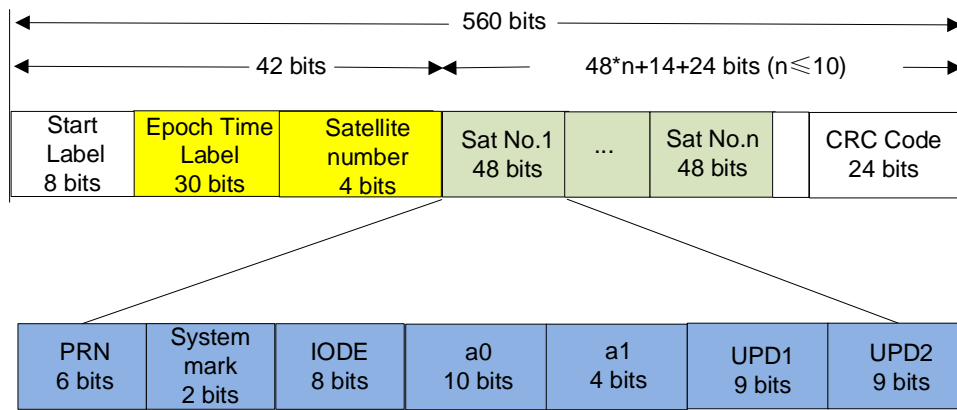 560 bits
42 bits
48*n+14+24 bits (n≤10)
Start
Label
8 bits
Epoch Time
Label
30 bits
Satellite
number
4 bits
Sat No.1
48 bits
...
Sat No.n
48 bits
CRC Code
24 bits
PRN
6 bits
System
mark
2 bits
IODE
8 bits
a0
10 bits
a1
4 bits
UPD1
9 bits
UPD2
9 bits